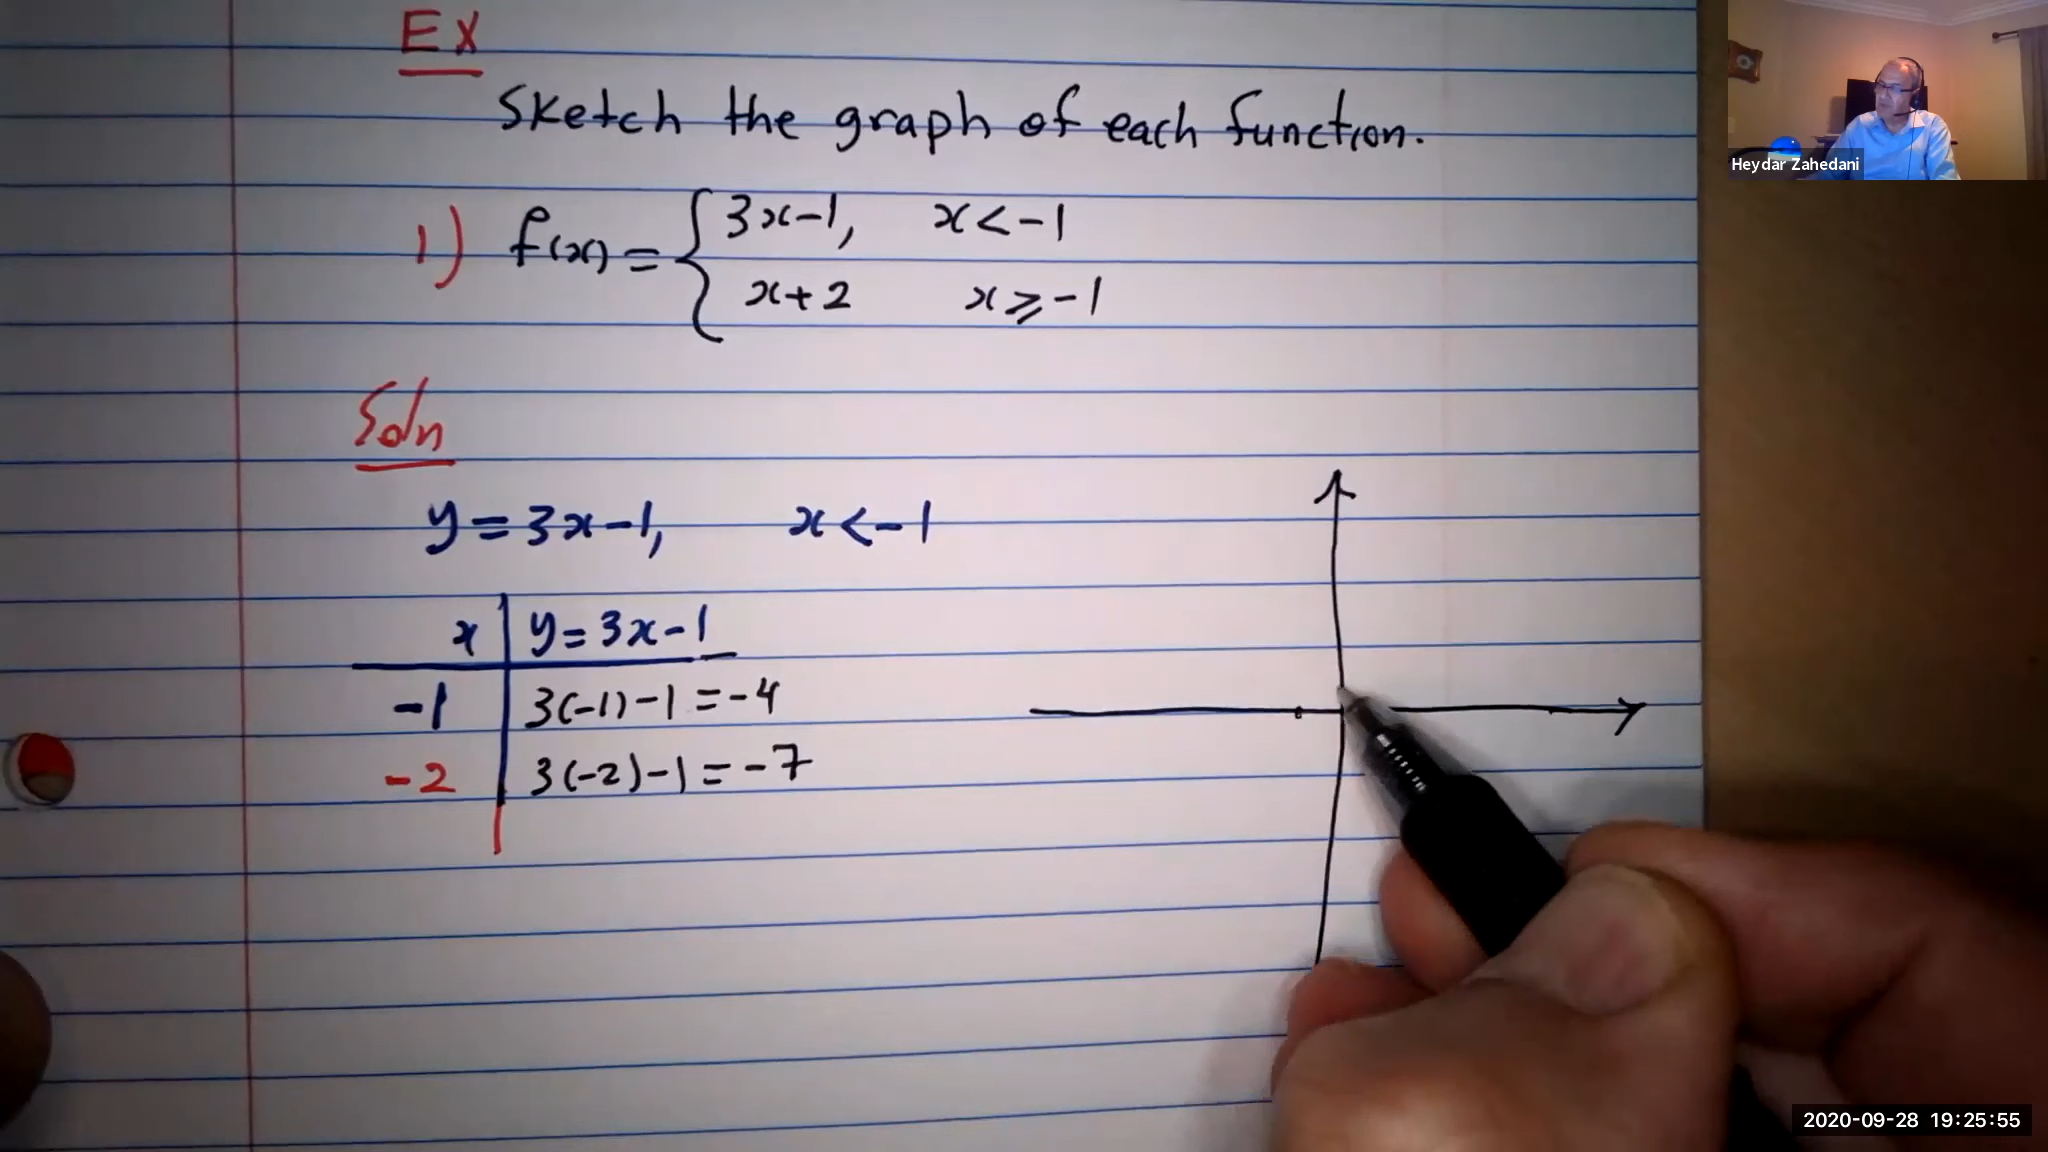 EX
Sketch the graph of each function.
1) f(x) = { 3x-1, x < -1
x+2 x ⩾ -1
Soln
y = 3x-1, x < -1
x | y = 3x-1
-1 | 3(-1)-1 = -4
-2 | 3(-2)-1 = -7
Heydar Zahedani
2020-09-28 19:25:55